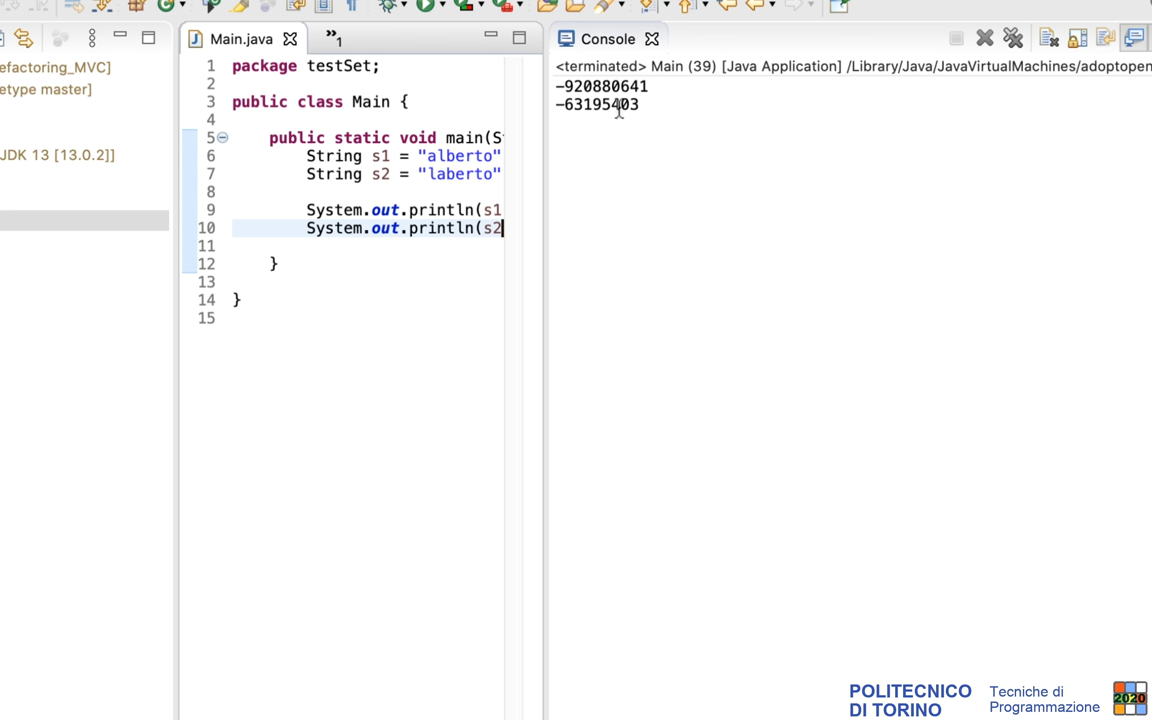 efactoring_MVC]
etype master]
JDK 13 [13.0.2]]
Main.java
»1
1 package testSet;
2
3 public class Main {
4
5 public static void main(S
6 String s1 = "alberto"
7 String s2 = "laberto"
8
9 System.out.println(s1
10 System.out.println(s2
11
12 }
13
14 }
15
Console
<terminated> Main (39) [Java Application] /Library/Java/JavaVirtualMachines/adoptopen
-920880641
-63195403
POLITECNICO
DI TORINO
Tecniche di
Programmazione
2020